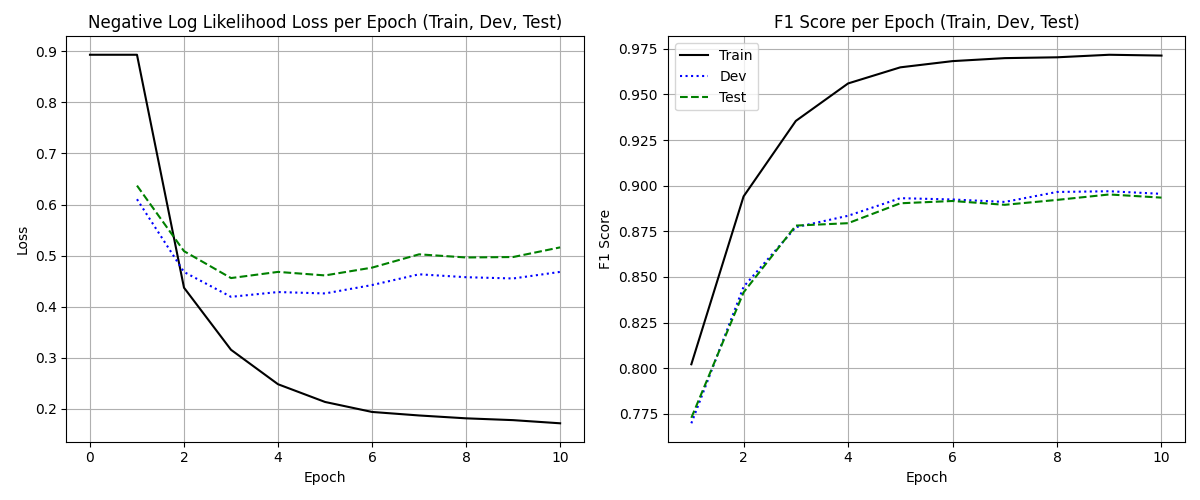 Negative Log Likelihood Loss per Epoch (Train, Dev, Test)
0.9
0.8
0.7
0.6
0.5
0.4
0.3
0.2
Loss
0 2 4 6 8 10
Epoch
F1 Score per Epoch (Train, Dev, Test)
Train
Dev
Test
0.975
0.950
0.925
0.900
0.875
0.850
0.825
0.800
0.775
F1 Score
2 4 6 8 10
Epoch